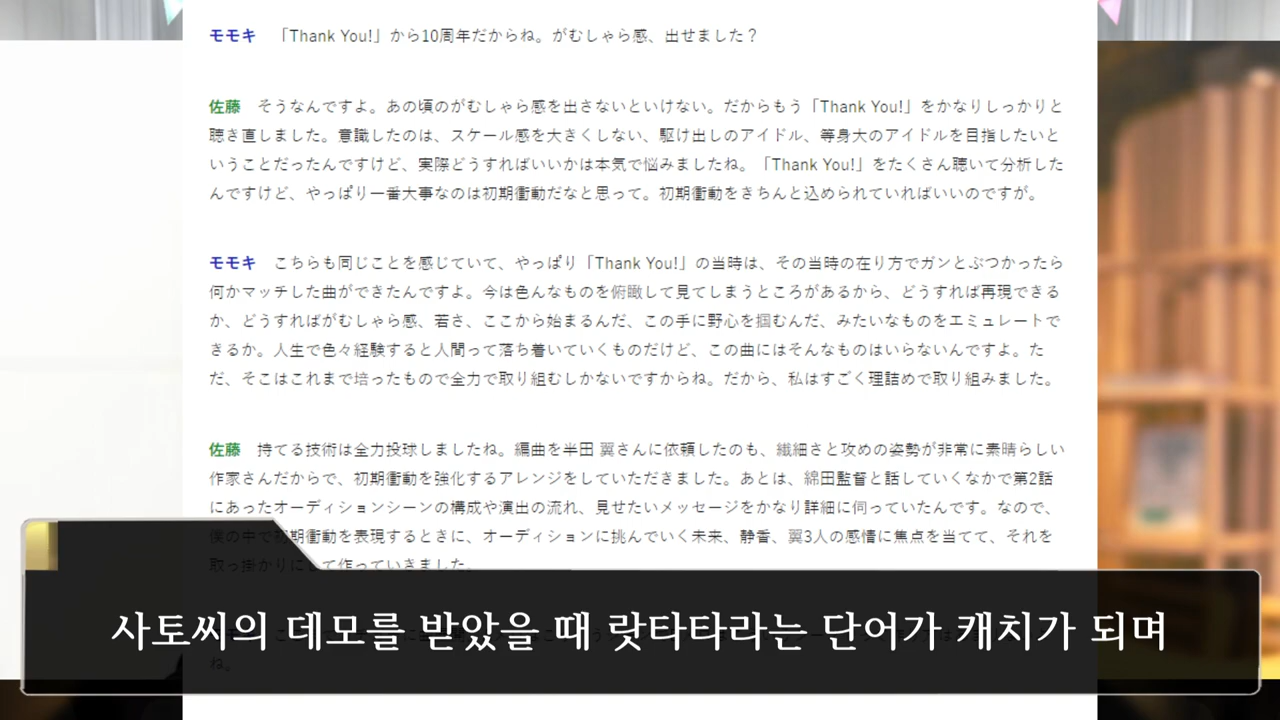 モモキ 「Thank You!」から10周年だからね。がむしゃら感、出せました？
佐藤 そうなんですよ。あの頃のがむしゃら感を出さないといけない。だからもう「Thank You!」をかなりしっかりと
聴き直しました。意識したのは、スケール感を大きくしない、駆け出しのアイドル、等身大のアイドルを目指したいと
いうことだったんですけど、実際どうすればいいかは本気で悩みましたね。「Thank You!」をたくさん聴いて分析した
んですけど、やっぱり一番大事なのは初期衝動だなと思って。初期衝動をきちんと込められていればいいのですが。
モモキ こちらも同じことを感じていて、やっぱり「Thank You!」の当時は、その当時の在り方でガンとぶつかったら
何かマッチした曲ができたんですよ。今は色んなものを俯瞰して見てしまうところがあるから、どうすれば再現できる
か、どうすればがむしゃら感、若さ、ここから始まるんだ、この手に野心を掴むんだ、みたいなものをエミュレートで
きるか。人生で色々経験すると人間って落ち着いていくものだけど、この曲にはそんなものはいらないんですよ。た
だ、そこはこれまで培ったもので全力で取り組むしかないですからね。だから、私はすごく理詰めで取り組みました。
佐藤 持てる技術は全力投球しましたね。編曲を半田 翼さんに依頼したのも、繊細さと攻めの姿勢が非常に素晴らしい
作家さんだからで、初期衝動を強化するアレンジをしていただきました。あとは、綿田監督と話していくなかで第2話
にあったオーディションシーンの構成や演出の流れ、見せたいメッセージをかなり詳細に伺っていたんです。なので、
僕の中で初期衝動を表現するときに、オーディションに挑んでいく未来、静香、翼3人の感情に焦点を当てて、それを
取っ掛かりにして作っていきました。
사토씨의 데모를 받았을 때 랏타타라는 단어가 캐치가 되며
ね。